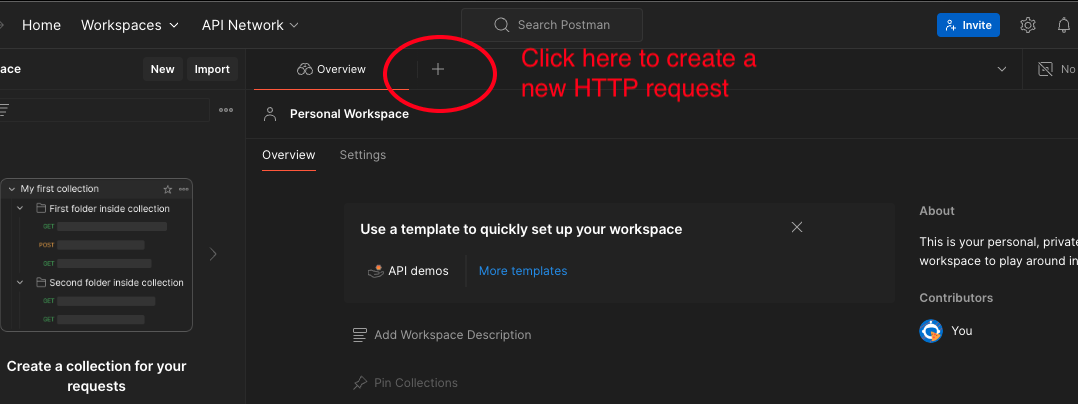 Home Workspaces API Network Search Postman Invite
ace New Import Overview + Click here to create a new HTTP request No
Personal Workspace
Overview Settings
My first collection
First folder inside collection
GET
POST
GET
Second folder inside collection
GET
GET
Create a collection for your
requests
Use a template to quickly set up your workspace
API demos More templates
Add Workspace Description
Pin Collections
About
This is your personal, private
workspace to play around in
Contributors
You